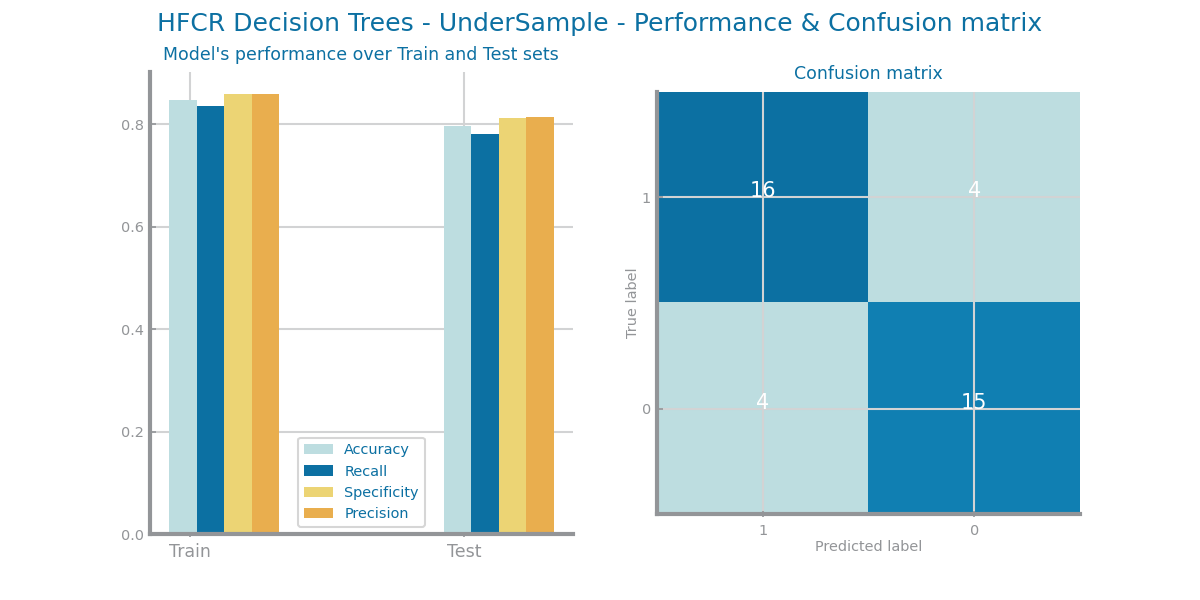 HFCR Decision Trees - UnderSample - Performance & Confusion matrix
Model's performance over Train and Test sets
0.8
0.6
0.4
0.2
0.0
Train
Test
Accuracy
Recall
Specificity
Precision
Confusion matrix
True label
1
0
16
4
4
15
1
0
Predicted label